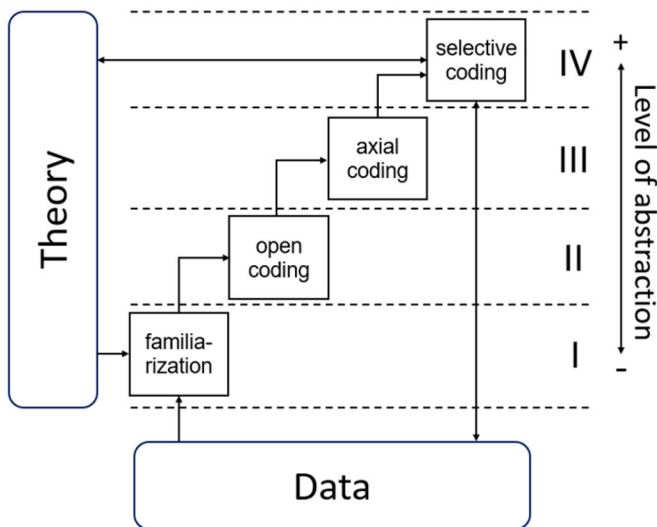 Theory
selective
coding
IV
+
Level of abstraction
axial
coding
III
open
coding
II
familia-
rization
I
-
Data